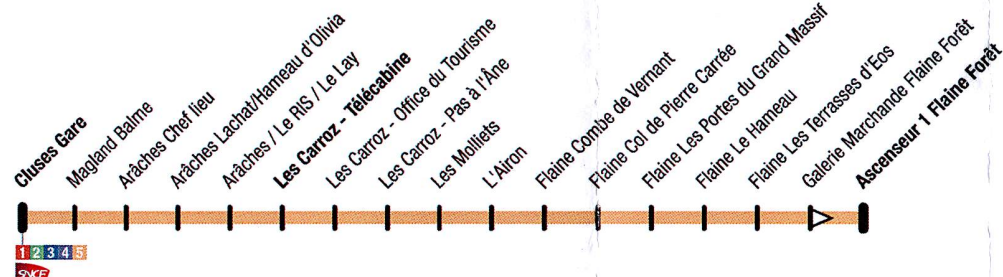 Cluses Gare
Magland Balme
Arâches Chef lieu
Arâches Lachat/Hameau d'Olivia
Arâches / Le RIS / Le Lay
Les Carroz - Télécabine
Les Carroz - Office du Tourisme
Les Carroz - Pas à l'Âne
Les Molliets
L'Airon
Flaine Combe de Vernant
Flaine Col de Pierre Carrée
Flaine Les Portes du Grand Massif
Flaine Le Hameau
Flaine Les Terrasses d'Eos
Galerie Marchande Flaine Forêt
Ascenseur 1 Flaine Forêt
1 2 3 4 5
SNCF